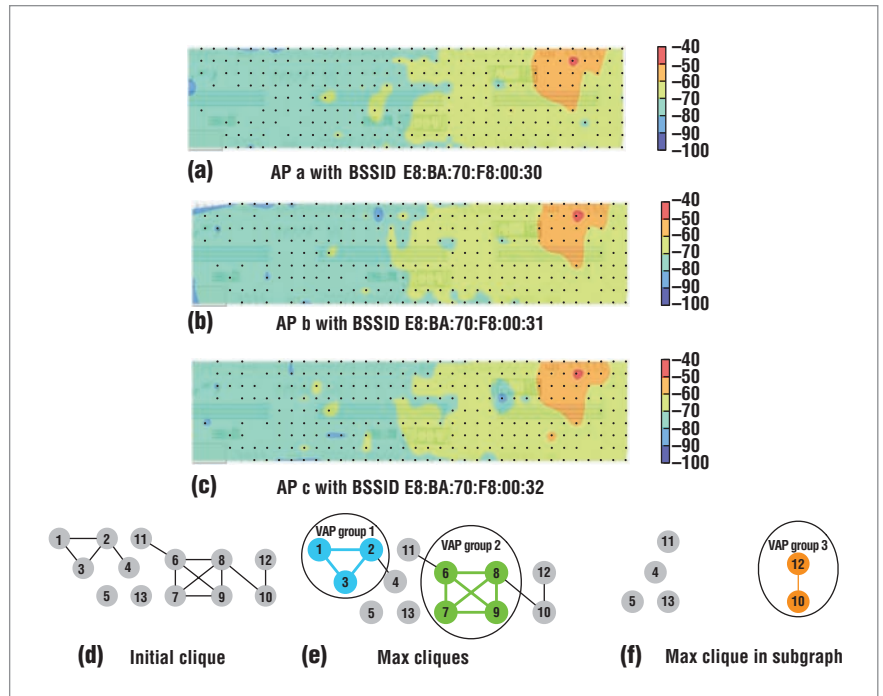 −40
−50
−60
−70
−80
−90
−100
(a) AP a with BSSID E8:BA:70:F8:00:30
−40
−50
−60
−70
−80
−90
−100
(b) AP b with BSSID E8:BA:70:F8:00:31
−40
−50
−60
−70
−80
−90
−100
(c) AP c with BSSID E8:BA:70:F8:00:32
1 2 11
3 4
6 8 12
5 13 7 9 10
(d) Initial clique
VAP group 1
1 2 11
3 4
VAP group 2
6 8 12
5 13 7 9 10
(e) Max cliques
11
4
5 13
VAP group 3
12
10
(f) Max clique in subgraph